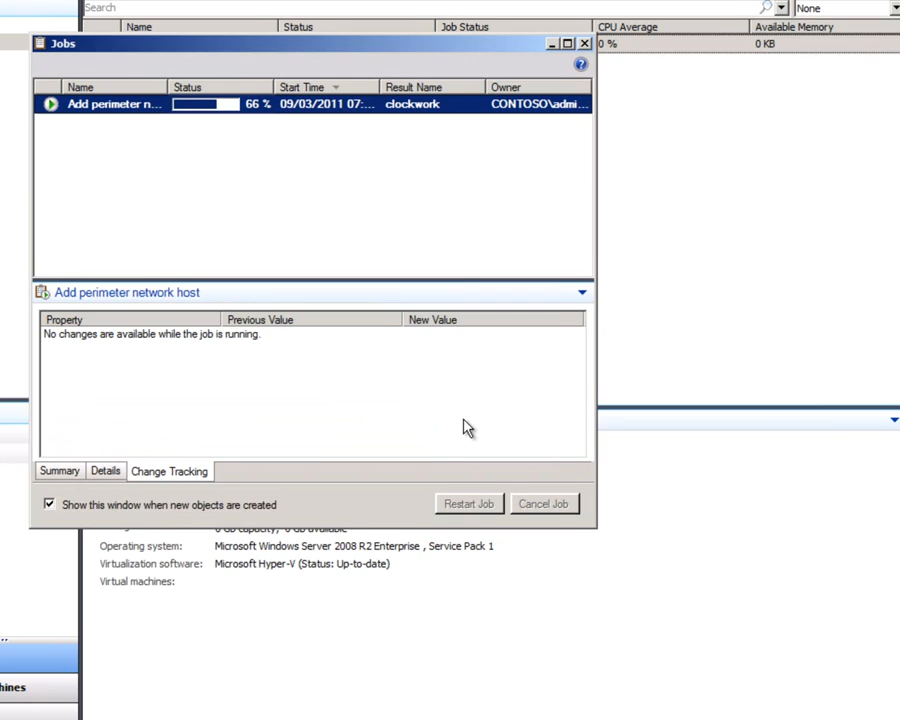 Search
None
Name Status Job Status CPU Average Available Memory
0 % 0 KB
Jobs
Name Status Start Time Result Name Owner
Add perimeter n... 66 % 09/03/2011 07:... clockwork CONTOSO\admi...
Add perimeter network host
Property Previous Value New Value
No changes are available while the job is running.
Summary Details Change Tracking
Show this window when new objects are created
Restart Job Cancel Job
Operating system: Microsoft Windows Server 2008 R2 Enterprise , Service Pack 1
Virtualization software: Microsoft Hyper-V (Status: Up-to-date)
Virtual machines:
hines